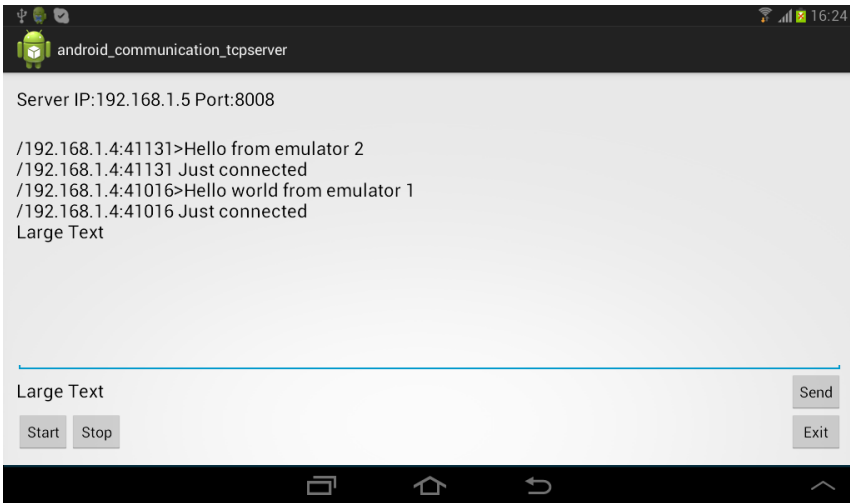 16:24
android_communication_tcpserver
Server IP:192.168.1.5 Port:8008
/192.168.1.4:41131>Hello from emulator 2
/192.168.1.4:41131 Just connected
/192.168.1.4:41016>Hello world from emulator 1
/192.168.1.4:41016 Just connected
Large Text
Large Text
Send
Start Stop
Exit